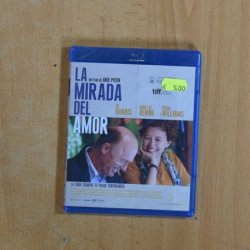 LA
UN FILM DE ARIE POSIN
MIRADA
tiff
€ 5,00
DEL
ED HARRIS
ANNETTE BENING
ROBIN WILLIAMS
AMOR
LA VIDA SIEMPRE TE PUEDE SORPRENDER